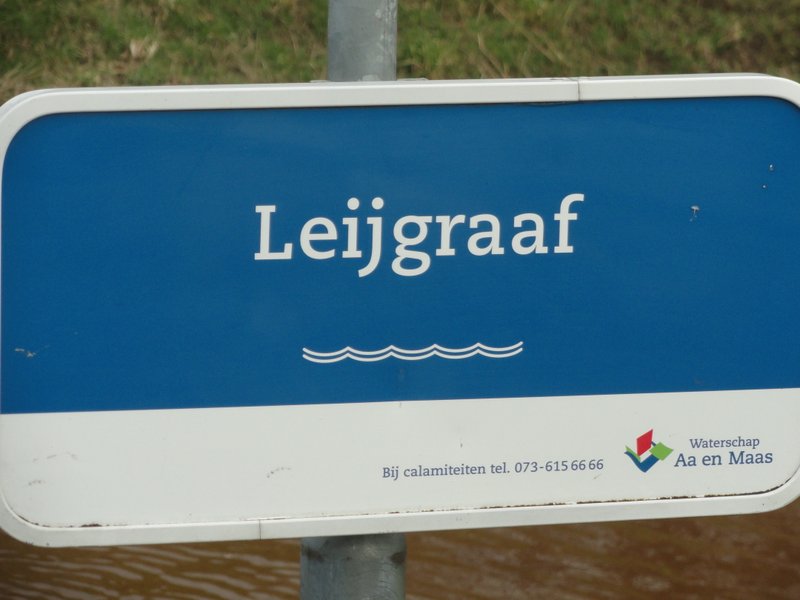 Leijgraaf
Bij calamiteiten tel. 073-615 66 66
Waterschap
Aa en Maas